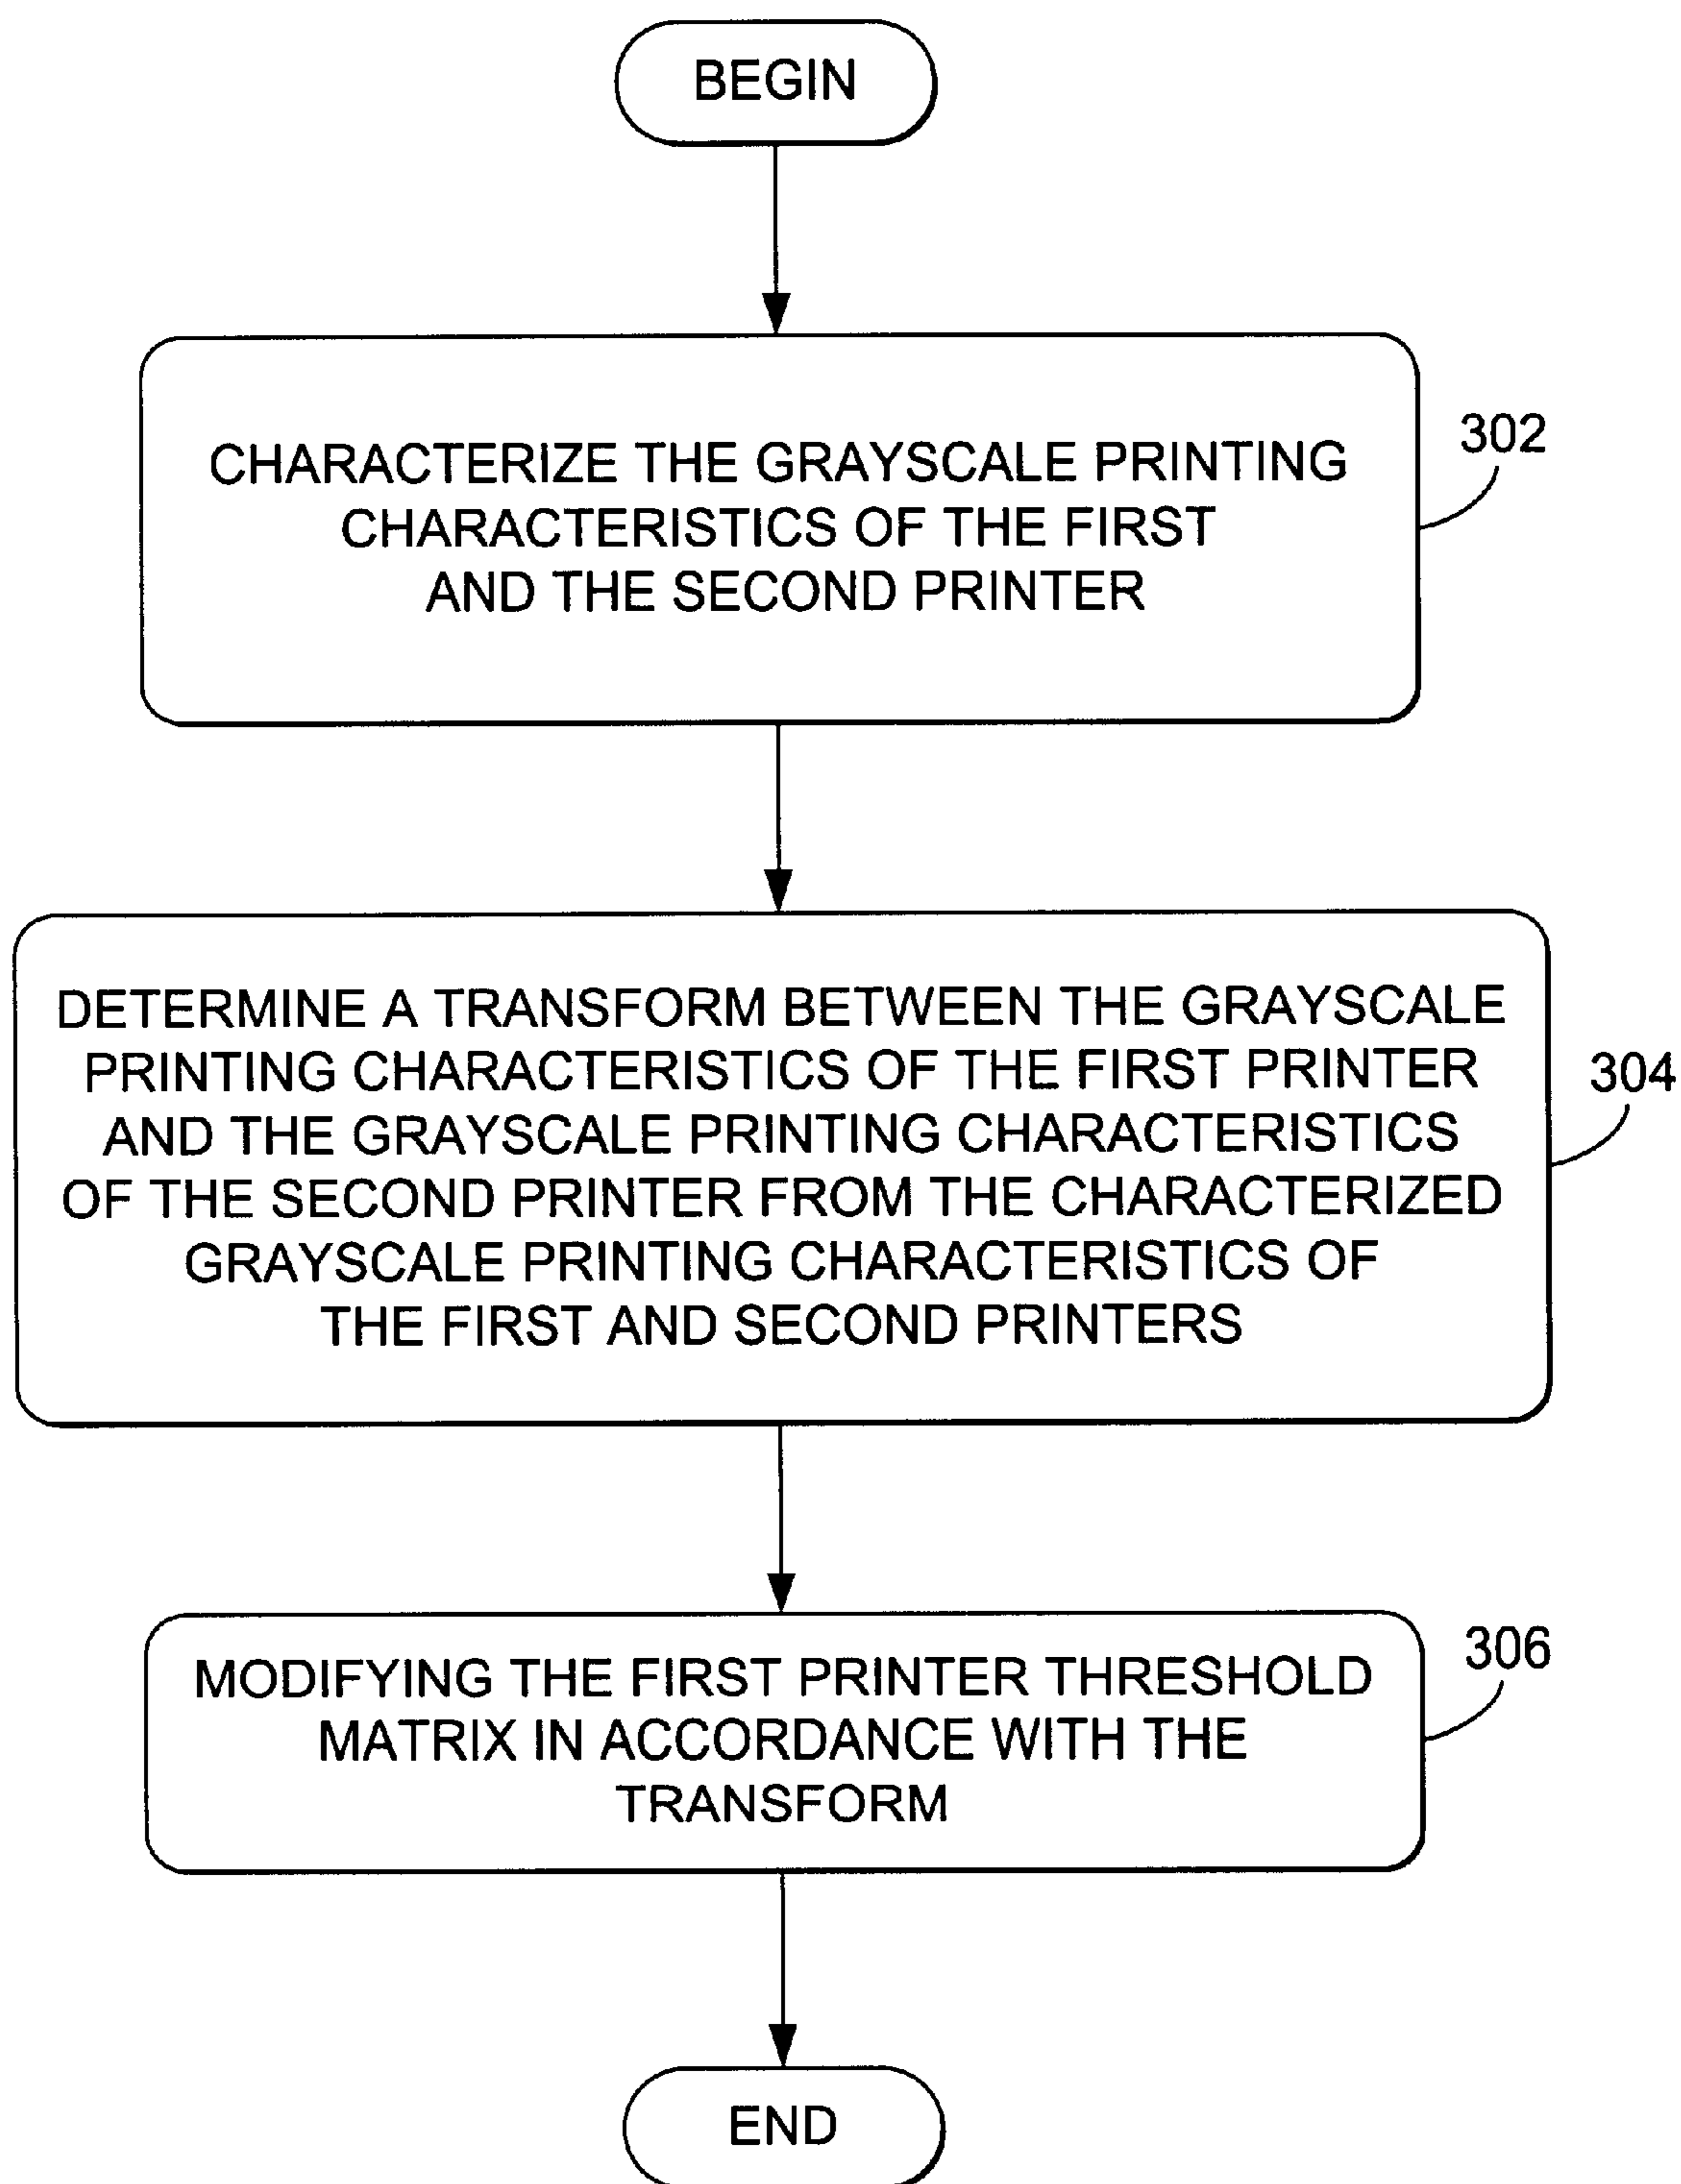 BEGIN
CHARACTERIZE THE GRAYSCALE PRINTING
CHARACTERISTICS OF THE FIRST
AND THE SECOND PRINTER
302
DETERMINE A TRANSFORM BETWEEN THE GRAYSCALE
PRINTING CHARACTERISTICS OF THE FIRST PRINTER
AND THE GRAYSCALE PRINTING CHARACTERISTICS
OF THE SECOND PRINTER FROM THE CHARACTERIZED
GRAYSCALE PRINTING CHARACTERISTICS OF
THE FIRST AND SECOND PRINTERS
304
MODIFYING THE FIRST PRINTER THRESHOLD
MATRIX IN ACCORDANCE WITH THE
TRANSFORM
306
END